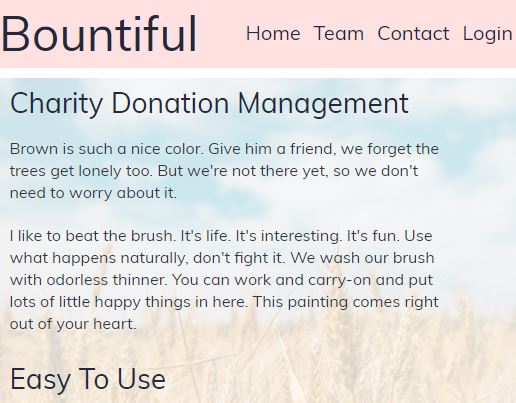 Bountiful
Home Team Contact Login
Charity Donation Management
Brown is such a nice color. Give him a friend, we forget the
trees get lonely too. But we're not there yet, so we don't
need to worry about it.
I like to beat the brush. It's life. It's interesting. It's fun. Use
what happens naturally, don't fight it. We wash our brush
with odorless thinner. You can work and carry-on and put
lots of little happy things in here. This painting comes right
out of your heart.
Easy To Use